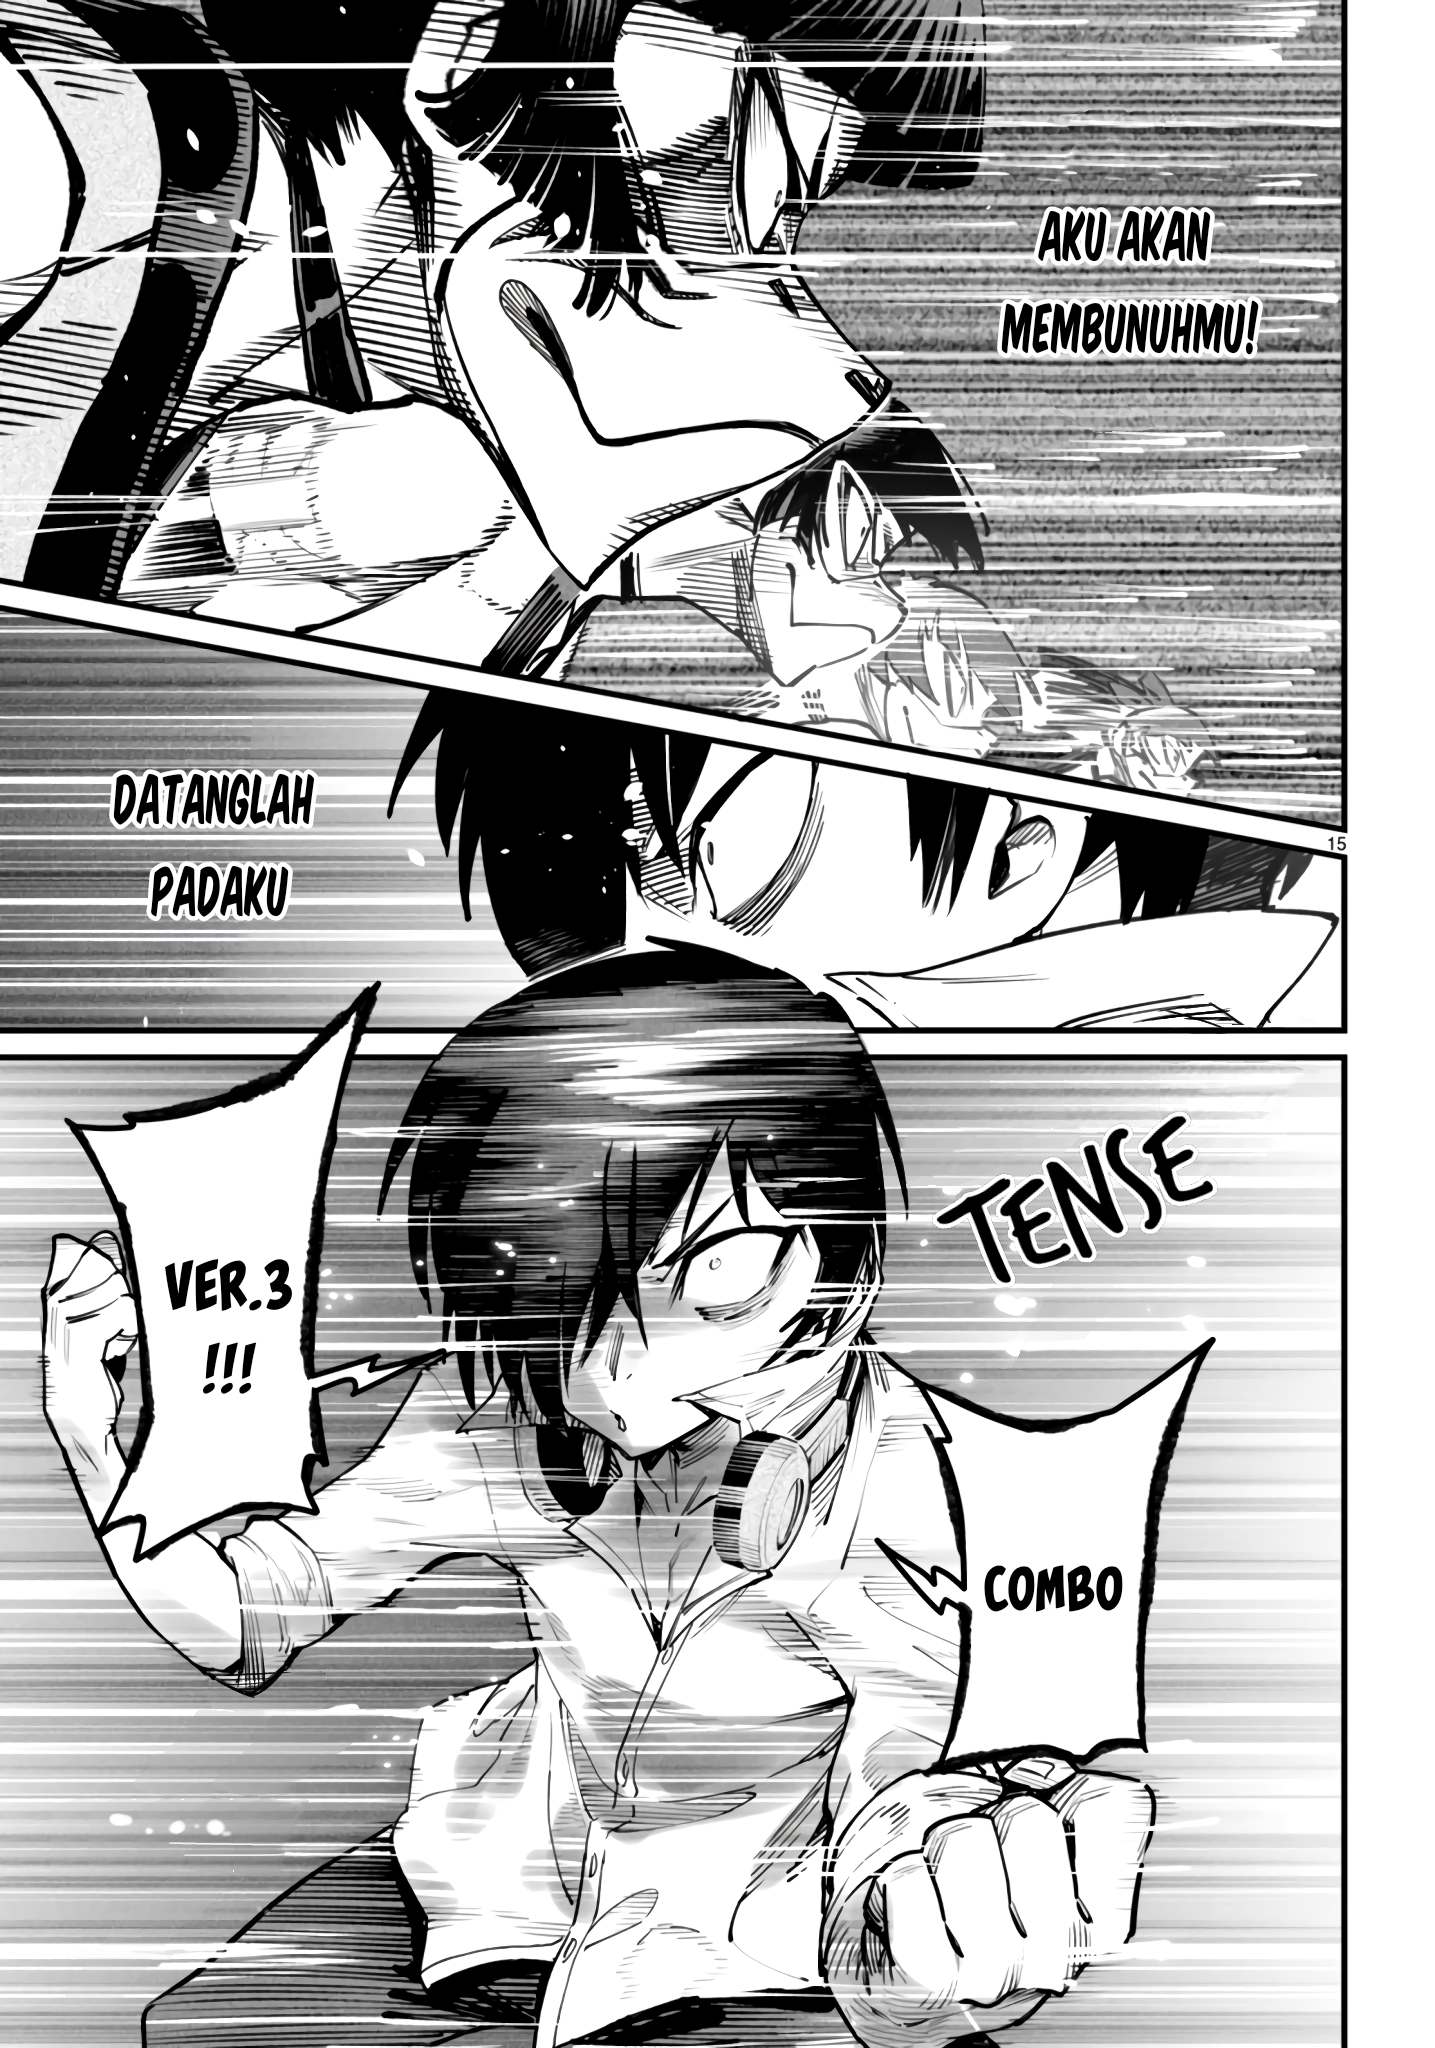 AKU AKAN
MEMBUNUHMU!
15
DATANGLAH
PADAKU
TENSE
COMBO
VER.3
!!!